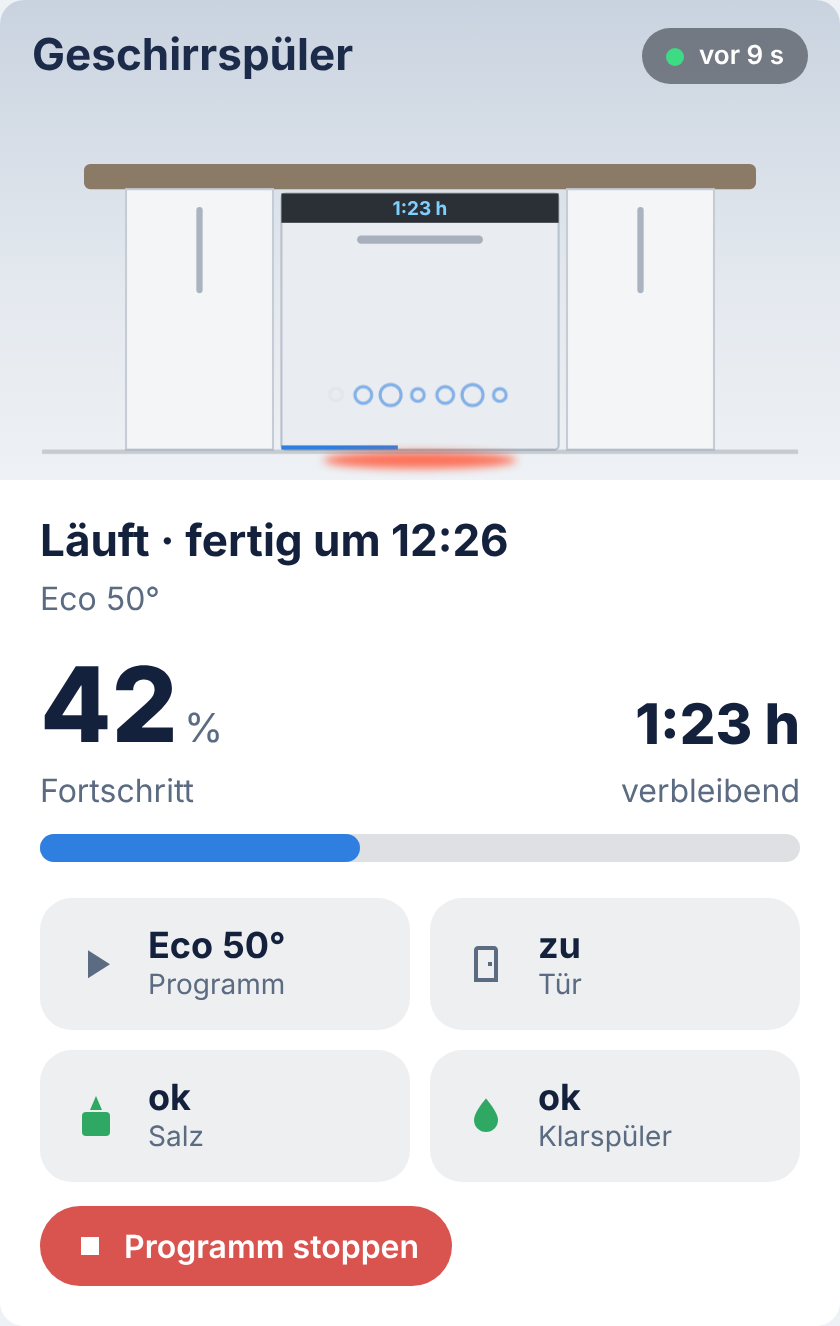 Geschirrspüler
vor 9 s
1:23 h
Läuft · fertig um 12:26
Eco 50°
42 %
1:23 h
Fortschritt
verbleibend
Eco 50°
Programm
zu
Tür
ok
Salz
ok
Klarspüler
Programm stoppen